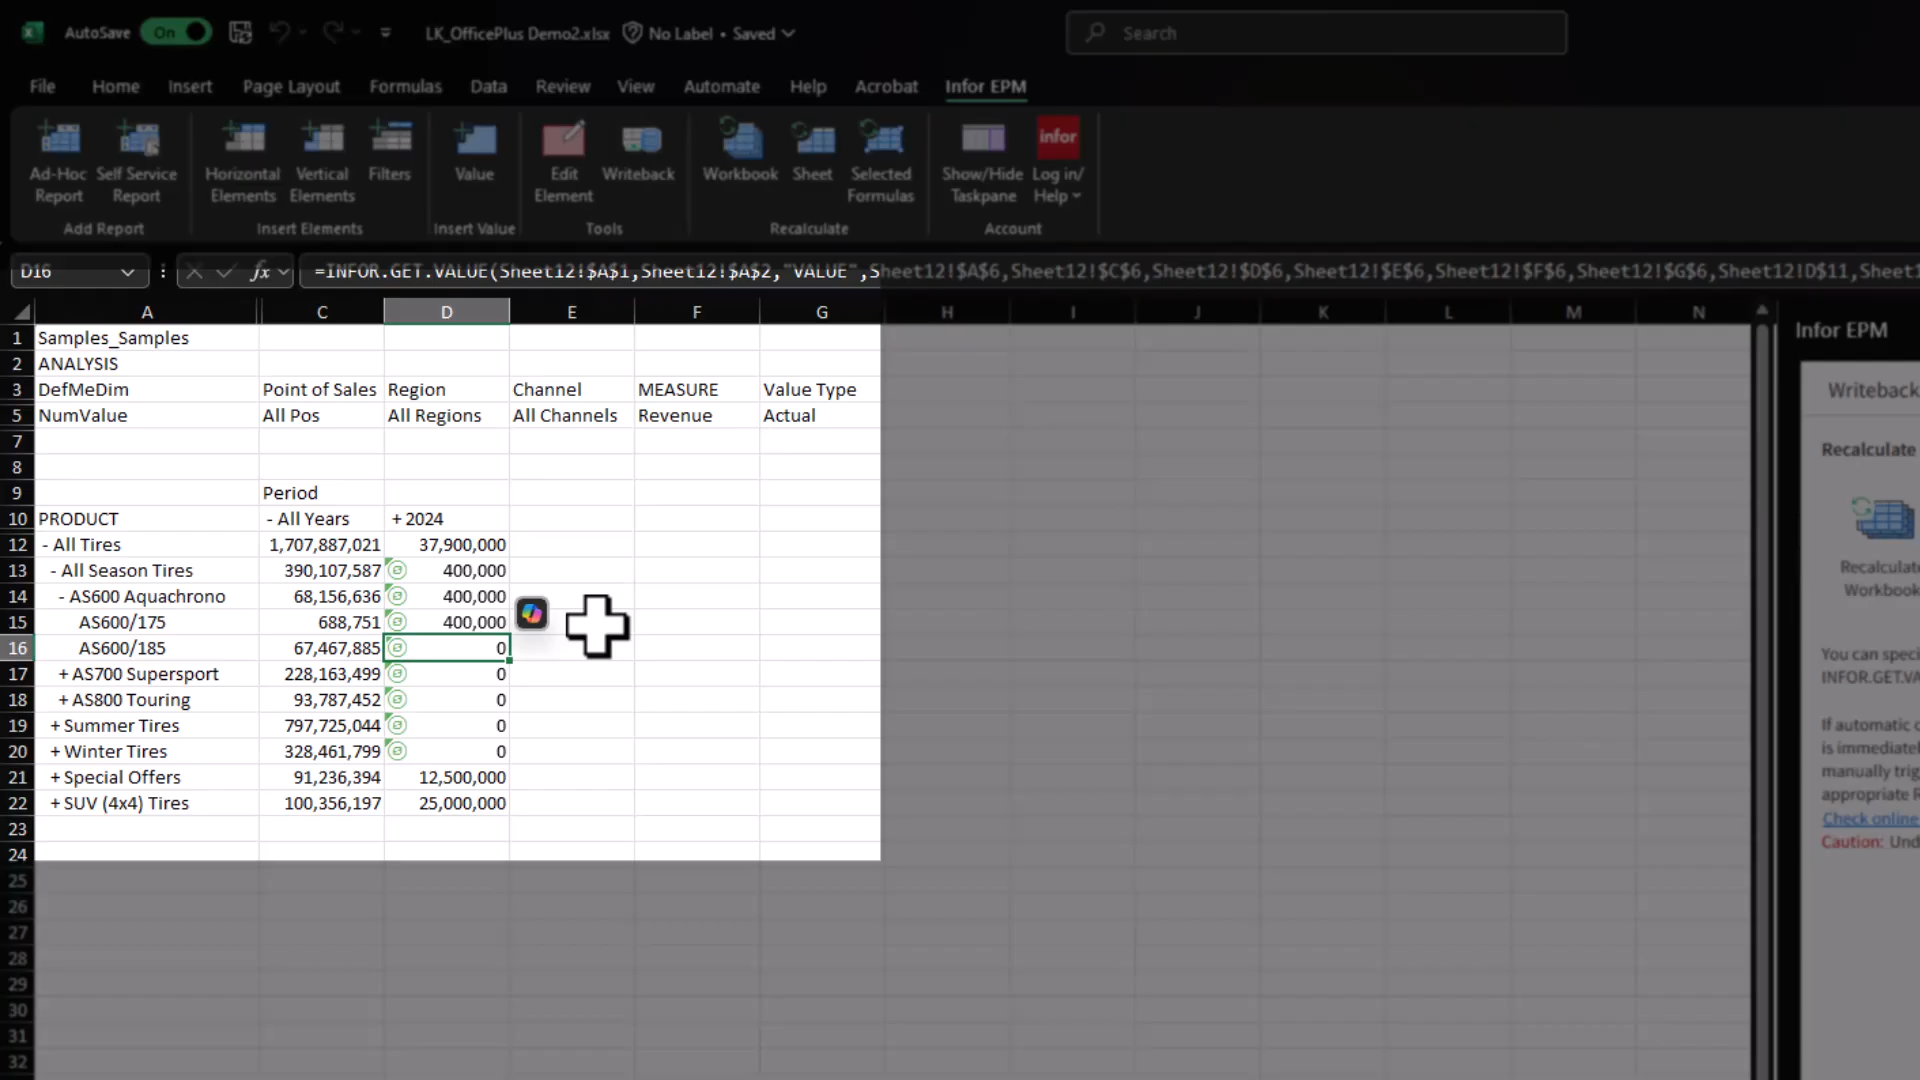 AutoSave On LK_OfficePlus Demo2.xlsx No Label • Saved Search
File Home Insert Page Layout Formulas Data Review View Automate Help Acrobat Infor EPM
Ad-Hoc Report Self Service Report Horizontal Elements Vertical Elements Filters Value Edit Element Writeback Workbook Sheet Selected Formulas Show/Hide Taskpane infor Log in/ Help
Add Report Insert Elements Insert Value Tools Recalculate Account
D16 fx =INFOR.GET.VALUE(Sheet12!$A$1,Sheet12!$A$2,"VALUE",Sheet12!$A$6,Sheet12!$C$6,Sheet12!$D$6,Sheet12!$E$6,Sheet12!$F$6,Sheet12!$G$6,Sheet12!D$11,Sheet1
A C D E F G H I J K L M N
1 Samples_Samples
2 ANALYSIS
3 DefMeDim Point of Sales Region Channel MEASURE Value Type
5 NumValue All Pos All Regions All Channels Revenue Actual
7
8
9 Period
10 PRODUCT - All Years + 2024
12 - All Tires 1,707,887,021 37,900,000
13 - All Season Tires 390,107,587 400,000
14 - AS600 Aquachrono 68,156,636 400,000
15 AS600/175 688,751 400,000
16 AS600/185 67,467,885 0
17 + AS700 Supersport 228,163,499 0
18 + AS800 Touring 93,787,452 0
19 + Summer Tires 797,725,044 0
20 + Winter Tires 328,461,799 0
21 + Special Offers 91,236,394 12,500,000
22 + SUV (4x4) Tires 100,356,197 25,000,000
23
24
25
26
27
28
29
30
31
32
Infor EPM
Writeback
Recalculate
Recalculate
Workbook
You can speci
INFOR.GET.VA
If automatic c
is immediatel
manually trig
appropriate R
Check online
Caution: Und